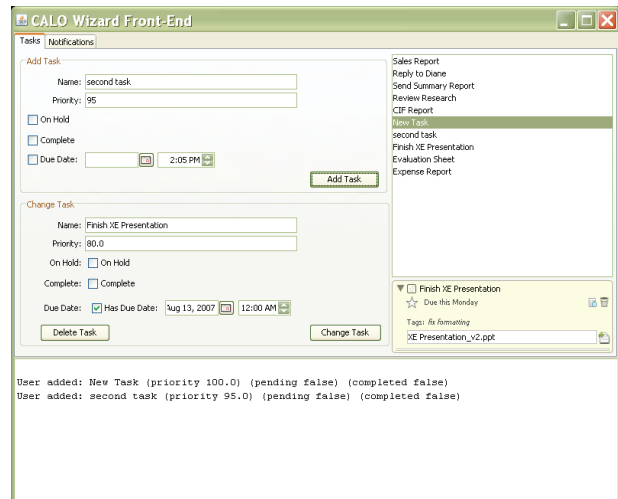 CALO Wizard Front-End
Tasks Notifications
Add Task
Name: second task
Priority: 95
On Hold
Complete
Due Date: 2:05 PM
Add Task
Change Task
Name: Finish XE Presentation
Priority: 80.0
On Hold: On Hold
Complete: Complete
Due Date: Has Due Date: Aug 13, 2007 12:00 AM
Delete Task Change Task
Sales Report
Reply to Diane
Send Summary Report
Review Research
CIF Report
New Task
second task
Finish XE Presentation
Evaluation Sheet
Expense Report
Finish XE Presentation
Due this Monday
Tags: fix formatting
XE Presentation_v2.ppt
User added: New Task (priority 100.0) (pending false) (completed false)
User added: second task (priority 95.0) (pending false) (completed false)